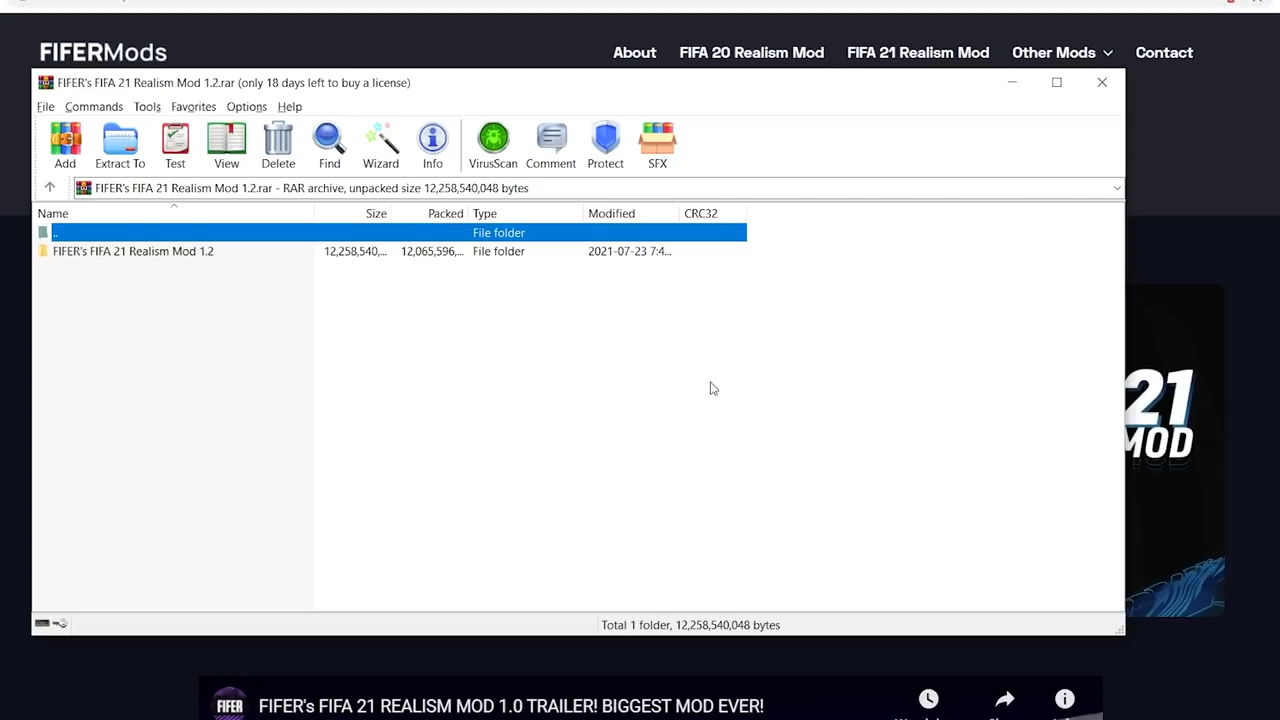 FIFERMods
About FIFA 20 Realism Mod FIFA 21 Realism Mod Other Mods Contact
FIFER's FIFA 21 Realism Mod 1.2.rar (only 18 days left to buy a license)
File Commands Tools Favorites Options Help
Add Extract To Test View Delete Find Wizard Info VirusScan Comment Protect SFX
FIFER's FIFA 21 Realism Mod 1.2.rar - RAR archive, unpacked size 12,258,540,048 bytes
Name Size Packed Type Modified CRC32
.. File folder
FIFER's FIFA 21 Realism Mod 1.2 12,258,540,... 12,065,596,... File folder 2021-07-23 7:4...
21
MOD
Total 1 folder, 12,258,540,048 bytes
FIFER
FIFER's FIFA 21 REALISM MOD 1.0 TRAILER! BIGGEST MOD EVER!